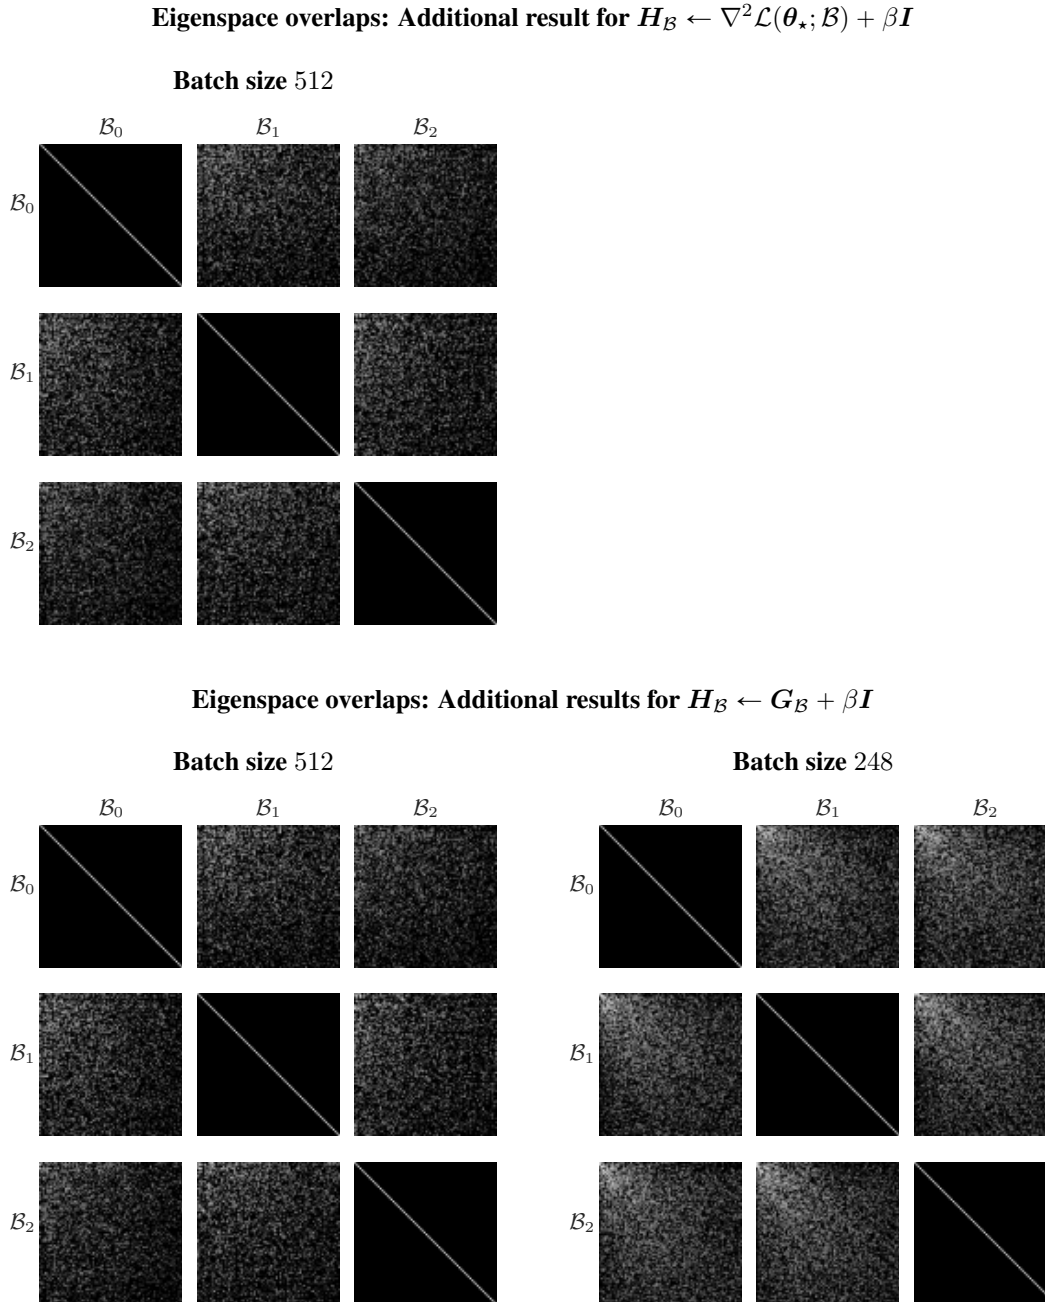 Eigenspace overlaps: Additional result for H_ℬ ← ∇²ℒ(θ⋆; ℬ) + βI
Batch size 512
ℬ₀ ℬ₁ ℬ₂
ℬ₀
ℬ₁
ℬ₂
Eigenspace overlaps: Additional results for H_ℬ ← G_ℬ + βI
Batch size 512
ℬ₀ ℬ₁ ℬ₂
ℬ₀
ℬ₁
ℬ₂
Batch size 248
ℬ₀ ℬ₁ ℬ₂
ℬ₀
ℬ₁
ℬ₂